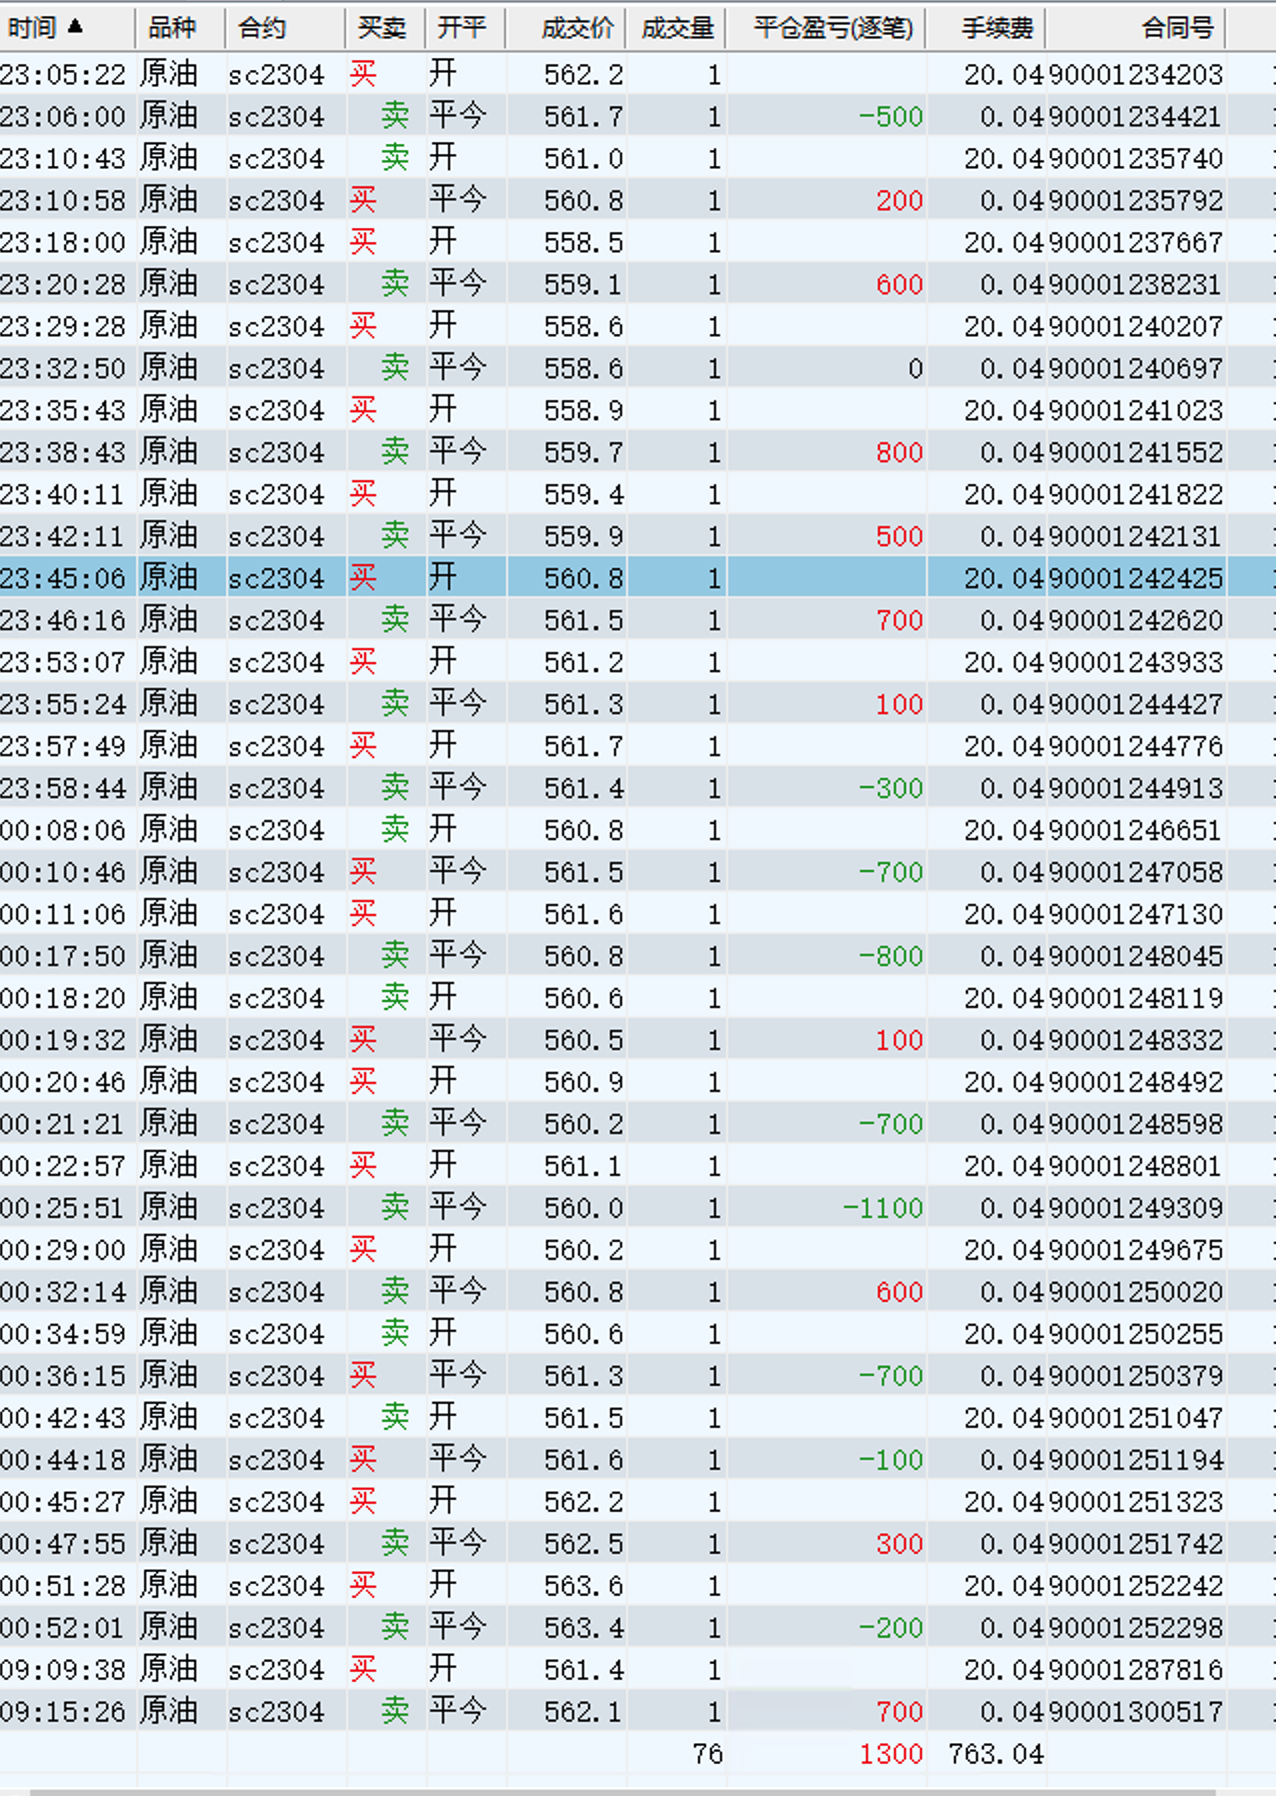 时间 ▲ 品种 合约 买卖 开平 成交价 成交量 平仓盈亏(逐笔) 手续费 合同号
23:05:22 原油 sc2304 买 开 562.2 1 20.04 90001234203
23:06:00 原油 sc2304 卖 平今 561.7 1 -500 0.04 90001234421
23:10:43 原油 sc2304 卖 开 561.0 1 20.04 90001235740
23:10:58 原油 sc2304 买 平今 560.8 1 200 0.04 90001235792
23:18:00 原油 sc2304 买 开 558.5 1 20.04 90001237667
23:20:28 原油 sc2304 卖 平今 559.1 1 600 0.04 90001238231
23:29:28 原油 sc2304 买 开 558.6 1 20.04 90001240207
23:32:50 原油 sc2304 卖 平今 558.6 1 0 0.04 90001240697
23:35:43 原油 sc2304 买 开 558.9 1 20.04 90001241023
23:38:43 原油 sc2304 卖 平今 559.7 1 800 0.04 90001241552
23:40:11 原油 sc2304 买 开 559.4 1 20.04 90001241822
23:42:11 原油 sc2304 卖 平今 559.9 1 500 0.04 90001242131
23:45:06 原油 sc2304 买 开 560.8 1 20.04 90001242425
23:46:16 原油 sc2304 卖 平今 561.5 1 700 0.04 90001242620
23:53:07 原油 sc2304 买 开 561.2 1 20.04 90001243933
23:55:24 原油 sc2304 卖 平今 561.3 1 100 0.04 90001244427
23:57:49 原油 sc2304 买 开 561.7 1 20.04 90001244776
23:58:44 原油 sc2304 卖 平今 561.4 1 -300 0.04 90001244913
00:08:06 原油 sc2304 卖 开 560.8 1 20.04 90001246651
00:10:46 原油 sc2304 买 平今 561.5 1 -700 0.04 90001247058
00:11:06 原油 sc2304 买 开 561.6 1 20.04 90001247130
00:17:50 原油 sc2304 卖 平今 560.8 1 -800 0.04 90001248045
00:18:20 原油 sc2304 卖 开 560.6 1 20.04 90001248119
00:19:32 原油 sc2304 买 平今 560.5 1 100 0.04 90001248332
00:20:46 原油 sc2304 买 开 560.9 1 20.04 90001248492
00:21:21 原油 sc2304 卖 平今 560.2 1 -700 0.04 90001248598
00:22:57 原油 sc2304 买 开 561.1 1 20.04 90001248801
00:25:51 原油 sc2304 卖 平今 560.0 1 -1100 0.04 90001249309
00:29:00 原油 sc2304 买 开 560.2 1 20.04 90001249675
00:32:14 原油 sc2304 卖 平今 560.8 1 600 0.04 90001250020
00:34:59 原油 sc2304 卖 开 560.6 1 20.04 90001250255
00:36:15 原油 sc2304 买 平今 561.3 1 -700 0.04 90001250379
00:42:43 原油 sc2304 卖 开 561.5 1 20.04 90001251047
00:44:18 原油 sc2304 买 平今 561.6 1 -100 0.04 90001251194
00:45:27 原油 sc2304 买 开 562.2 1 20.04 90001251323
00:47:55 原油 sc2304 卖 平今 562.5 1 300 0.04 90001251742
00:51:28 原油 sc2304 买 开 563.6 1 20.04 90001252242
00:52:01 原油 sc2304 卖 平今 563.4 1 -200 0.04 90001252298
09:09:38 原油 sc2304 买 开 561.4 1 20.04 90001287816
09:15:26 原油 sc2304 卖 平今 562.1 1 700 0.04 90001300517
76 1300 763.04